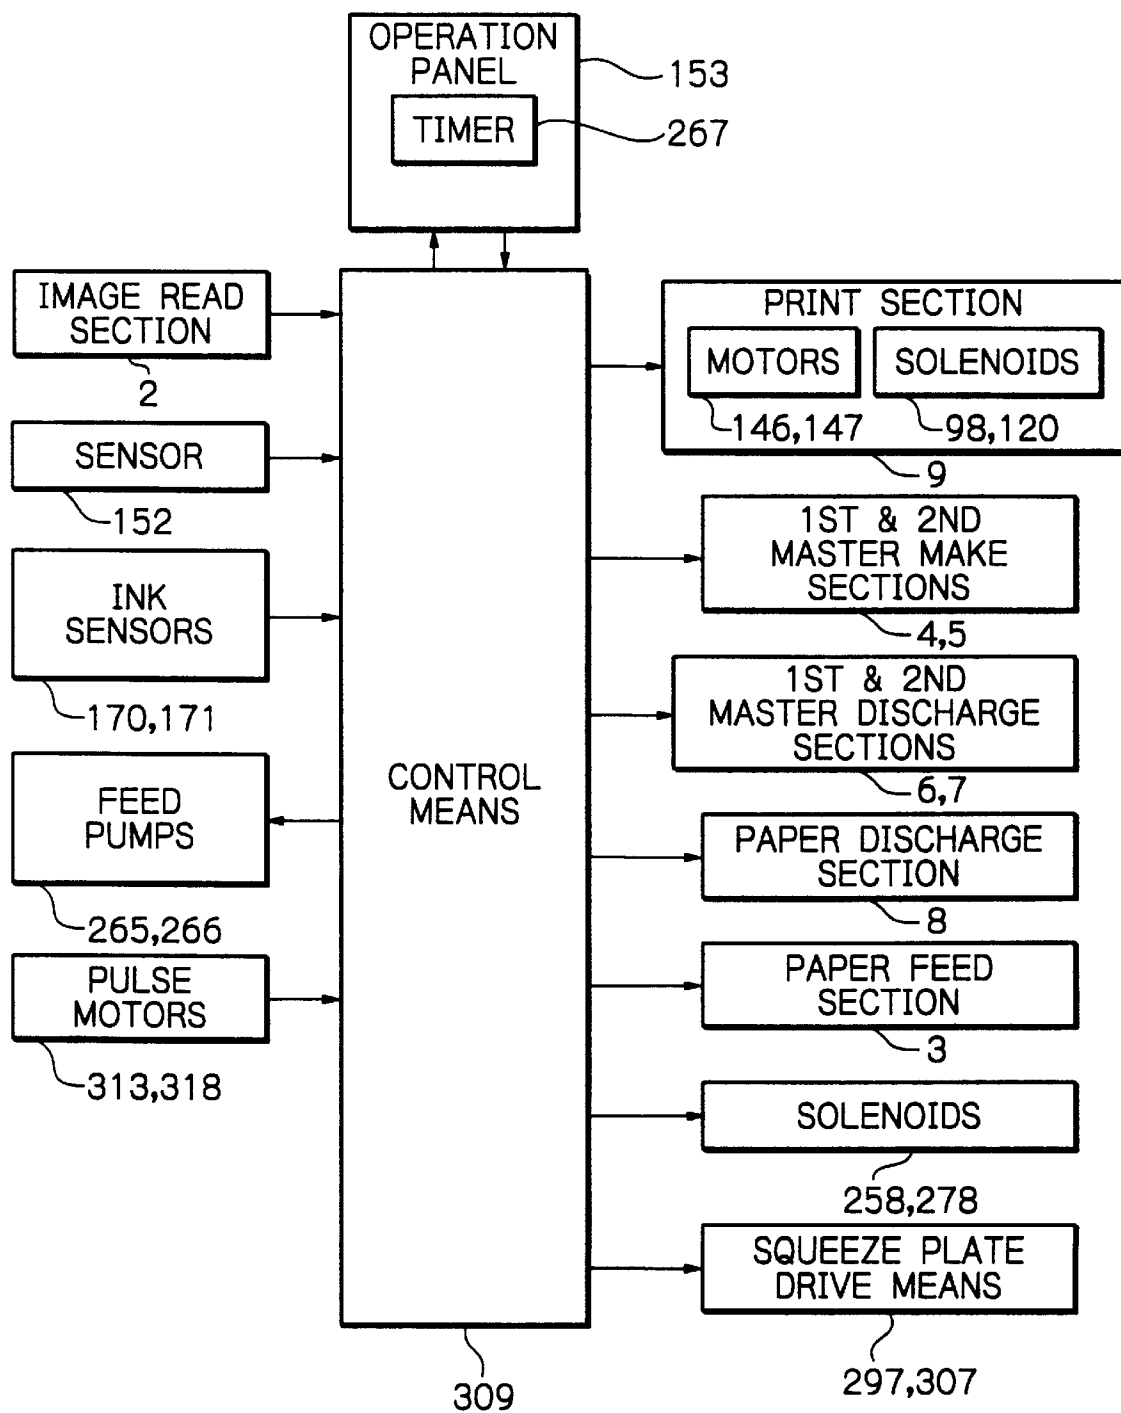 OPERATION
PANEL
153
TIMER
267
IMAGE READ
SECTION
2
SENSOR
152
INK
SENSORS
170,171
FEED
PUMPS
265,266
PULSE
MOTORS
313,318
CONTROL
MEANS
309
PRINT SECTION
MOTORS
SOLENOIDS
146,147
98,120
9
1ST & 2ND
MASTER MAKE
SECTIONS
4,5
1ST & 2ND
MASTER DISCHARGE
SECTIONS
6,7
PAPER DISCHARGE
SECTION
8
PAPER FEED
SECTION
3
SOLENOIDS
258,278
SQUEEZE PLATE
DRIVE MEANS
297,307